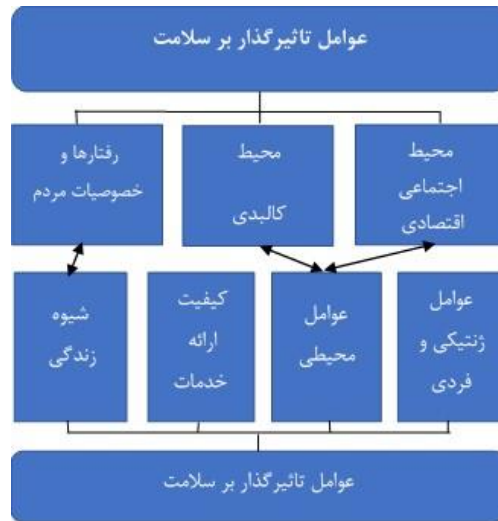 عوامل تاثیرگذار بر سلامت
محیط
اجتماعی
اقتصادی
محیط
کالبدی
رفتارها و
خصوصیات مردم
عوامل
ژنتیکی و
فردی
عوامل
محیطی
کیفیت
ارائه
خدمات
شیوه
زندگی
عوامل تاثیرگذار بر سلامت